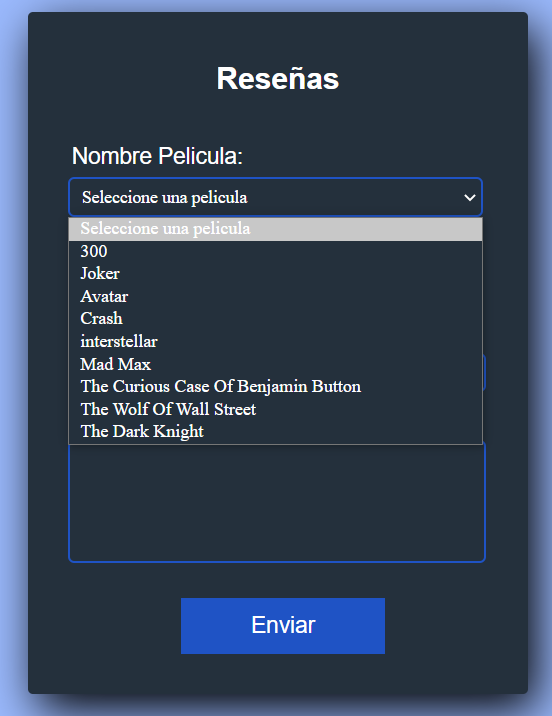 Reseñas
Nombre Pelicula:
Seleccione una pelicula
Seleccione una pelicula
300
Joker
Avatar
Crash
interstellar
Mad Max
The Curious Case Of Benjamin Button
The Wolf Of Wall Street
The Dark Knight
Enviar